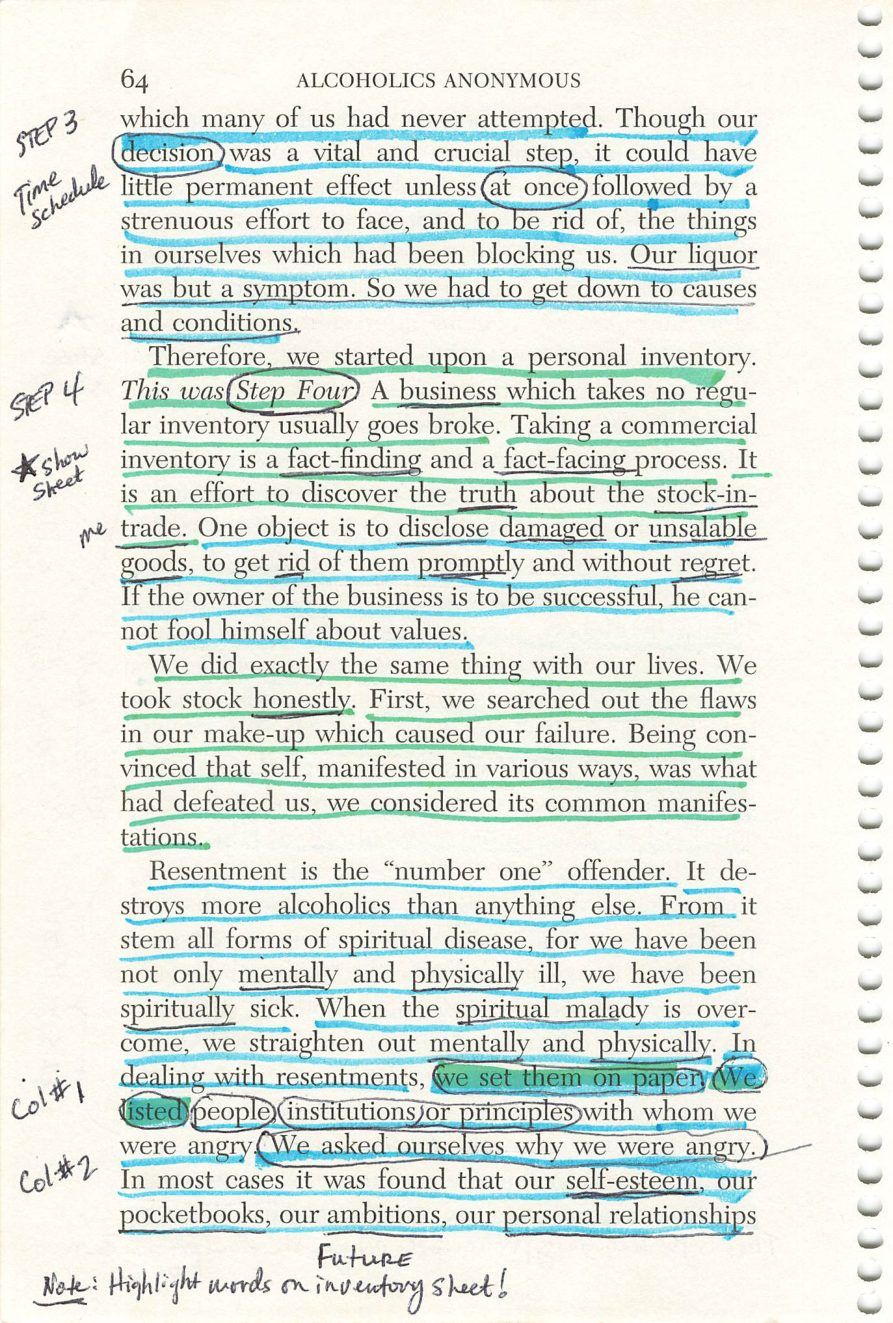 64 ALCOHOLICS ANONYMOUS
which many of us had never attempted. Though our
STEP 3
decision was a vital and crucial step, it could have
Time Schedule
little permanent effect unless at once followed by a
strenuous effort to face, and to be rid of, the things
in ourselves which had been blocking us. Our liquor
was but a symptom. So we had to get down to causes
and conditions.
Therefore, we started upon a personal inventory.
STEP 4
This was Step Four A business which takes no regu-
lar inventory usually goes broke. Taking a commercial
★ Show Sheet
inventory is a fact-finding and a fact-facing process. It
is an effort to discover the truth about the stock-in-
me
trade. One object is to disclose damaged or unsalable
goods, to get rid of them promptly and without regret.
If the owner of the business is to be successful, he can-
not fool himself about values.
We did exactly the same thing with our lives. We
took stock honestly. First, we searched out the flaws
in our make-up which caused our failure. Being con-
vinced that self, manifested in various ways, was what
had defeated us, we considered its common manifes-
tations.
Resentment is the “number one” offender. It de-
stroys more alcoholics than anything else. From it
stem all forms of spiritual disease, for we have been
not only mentally and physically ill, we have been
spiritually sick. When the spiritual malady is over-
come, we straighten out mentally and physically. In
dealing with resentments, we set them on paper. We
Col #1
listed people, institutions or principles with whom we
were angry. We asked ourselves why we were angry.
Col #2
In most cases it was found that our self-esteem, our
pocketbooks, our ambitions, our personal relationships
Future
Note: Highlight words on inventory sheet!